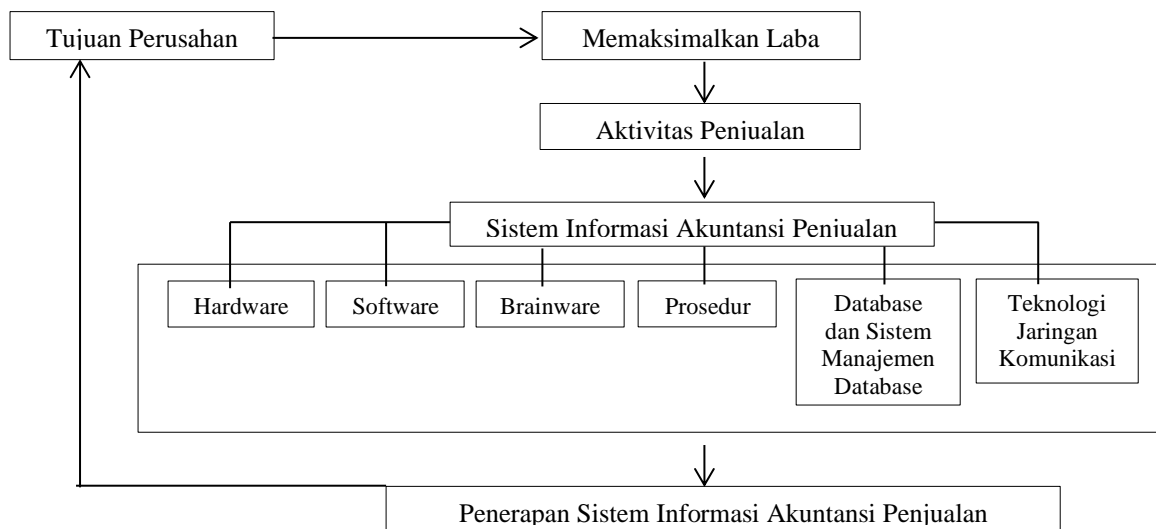 Tujuan Perusahan
Memaksimalkan Laba
Aktivitas Penjualan
Sistem Informasi Akuntansi Penjualan
Hardware
Software
Brainware
Prosedur
Database
dan Sistem
Manajemen
Database
Teknologi
Jaringan
Komunikasi
Penerapan Sistem Informasi Akuntansi Penjualan